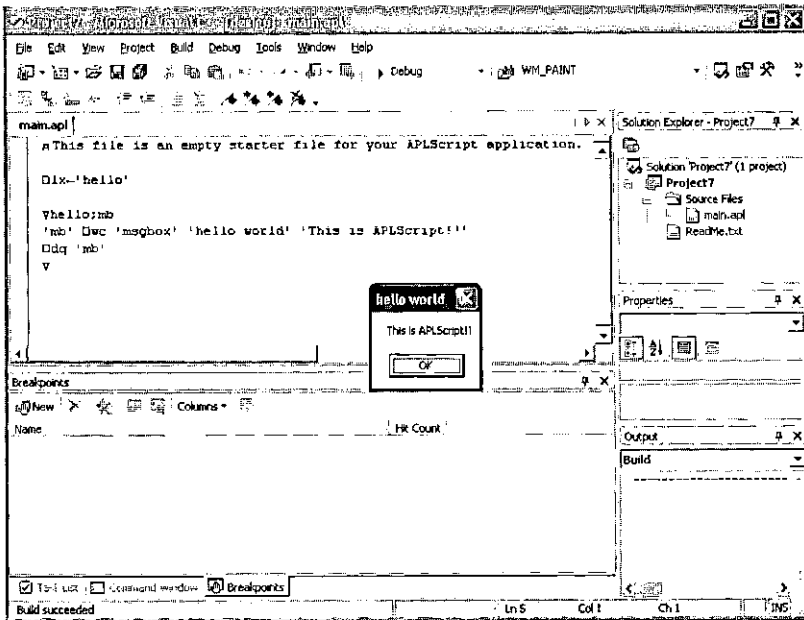 File Edit View Project Build Debug Tools Window Help
Debug WM_PAINT
main.apl
⍝This file is an empty starter file for your APLScript application.
⎕lx←'hello'
∇hello;mb
'mb' ⎕wc 'msgbox' 'hello world' 'This is APLScript!!'
⎕dq 'mb'
∇
hello world
This is APLScript!!
OK
Solution Explorer - Project7
Solution 'Project7' (1 project)
Project7
Source Files
main.apl
ReadMe.txt
Properties
Breakpoints
New Columns
Name Hit Count
Output
Build
Task List Command Window Breakpoints
Build succeeded Ln 5 Col 1 Ch 1 INS